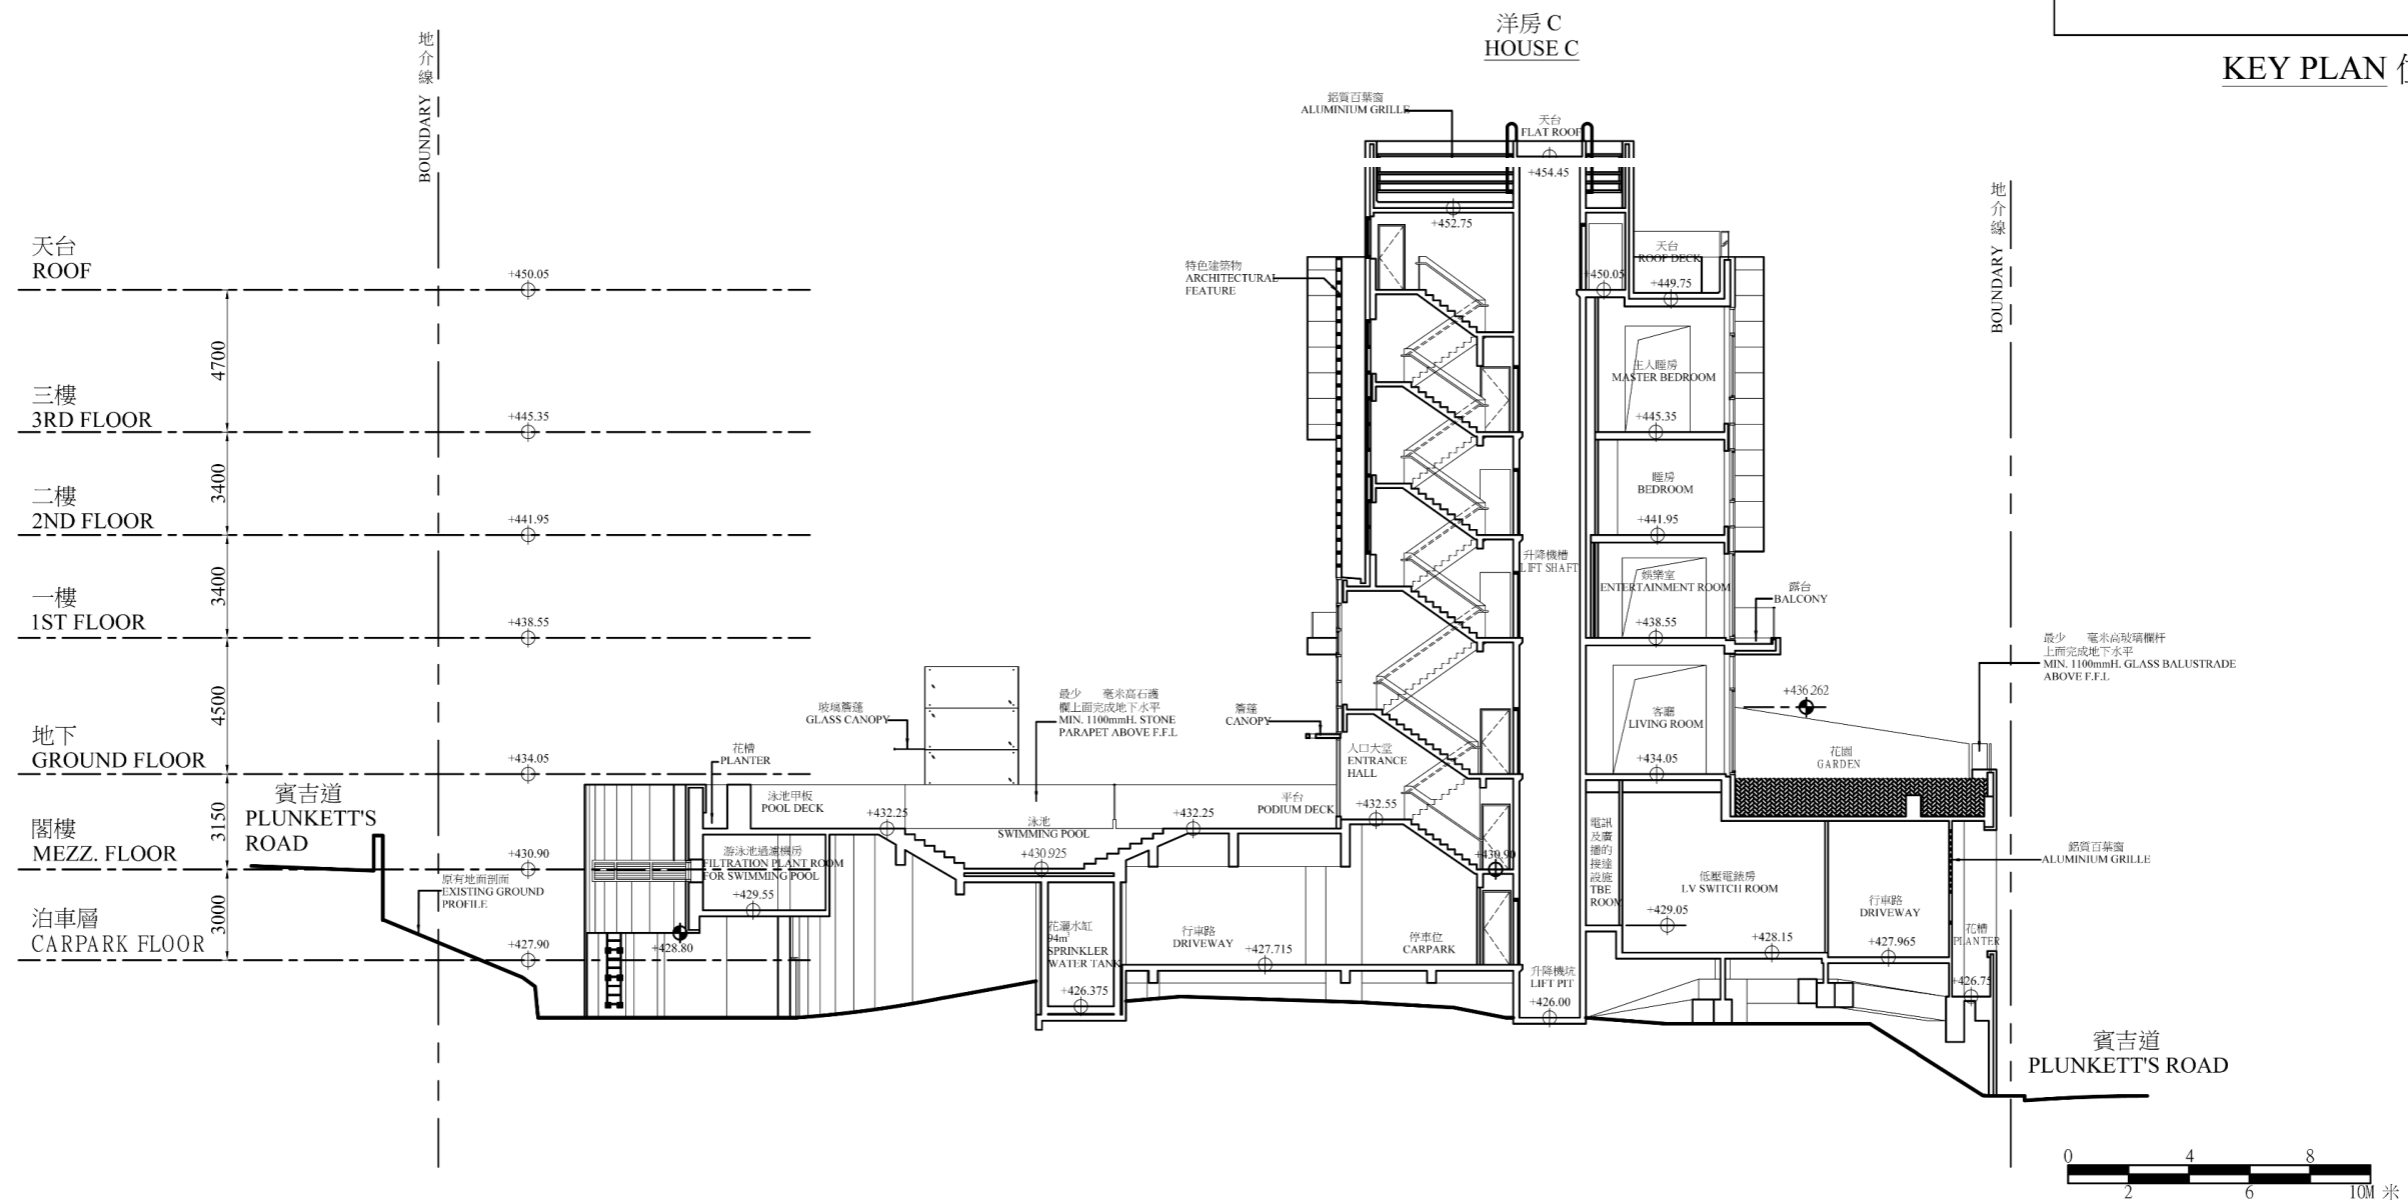 洋房 C
HOUSE C
KEY PLAN
地介線 BOUNDARY
地介線 BOUNDARY
鋁質百葉窗
ALUMINIUM GRILLE
天台
FLAT ROOF
+454.45
+452.75
特色建築物
ARCHITECTURAL
FEATURE
天台
ROOF DECK
+450.05
+449.75
天台
ROOF
+450.05
4700
主人睡房
MASTER BEDROOM
+445.35
三樓
3RD FLOOR
+445.35
3400
睡房
BEDROOM
+441.95
二樓
2ND FLOOR
+441.95
3400
升降機槽
LIFT SHAFT
娛樂室
ENTERTAINMENT ROOM
+438.55
露台
BALCONY
一樓
1ST FLOOR
+438.55
4500
最少 毫米高玻璃欄杆
上面完成地下水平
MIN. 1100mmH. GLASS BALUSTRADE
ABOVE F.F.L
+436.262
玻璃簷蓬
GLASS CANOPY
最少 毫米高石護
欄上面完成地下水平
MIN. 1100mmH. STONE
PARAPET ABOVE F.F.L
簷蓬
CANOPY
客廳
LIVING ROOM
+434.05
花園
GARDEN
地下
GROUND FLOOR
+434.05
3150
花槽
PLANTER
入口大堂
ENTRANCE
HALL
+432.55
賓吉道
PLUNKETT'S
ROAD
泳池甲板
POOL DECK
+432.25
泳池
SWIMMING POOL
+430.925
平台
PODIUM DECK
+432.25
閣樓
MEZZ. FLOOR
+430.90
3000
原有地面剖面
EXISTING GROUND
PROFILE
游泳池過濾機房
FILTRATION PLANT ROOM
FOR SWIMMING POOL
+429.55
+430.90
電訊
及廣
播的
接達
設施
TBE
ROOM
低壓電錶房
LV SWITCH ROOM
+429.05
+428.15
鋁質百葉窗
ALUMINIUM GRILLE
行車路
DRIVEWAY
+427.965
花槽
PLANTER
+426.75
泊車層
CARPARK FLOOR
+427.90
+428.80
花灑水缸
94m³
SPRINKLER
WATER TANK
+426.375
行車路
DRIVEWAY
+427.715
停車位
CARPARK
升降機坑
LIFT PIT
+426.00
賓吉道
PLUNKETT'S ROAD
0 4 8
2 6 10M 米